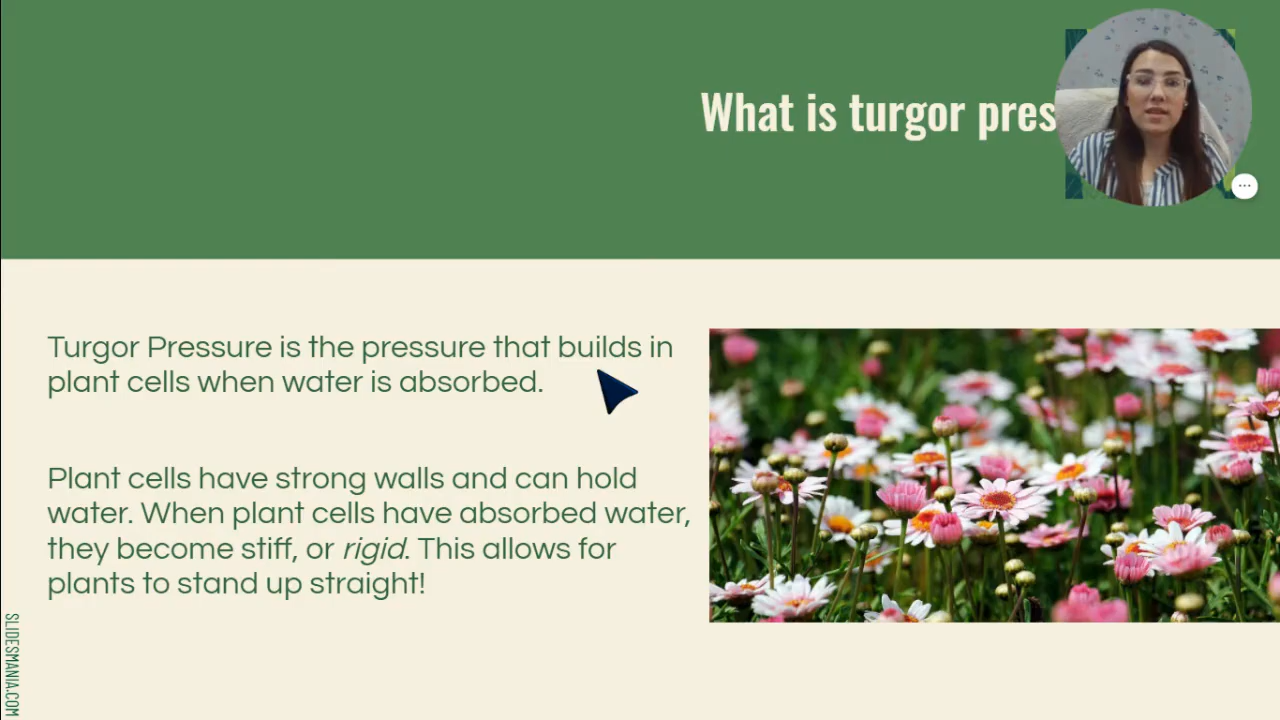 What is turgor pres
Turgor Pressure is the pressure that builds in
plant cells when water is absorbed.
Plant cells have strong walls and can hold
water. When plant cells have absorbed water,
they become stiff, or rigid. This allows for
plants to stand up straight!
SLIDESMANIA.COM